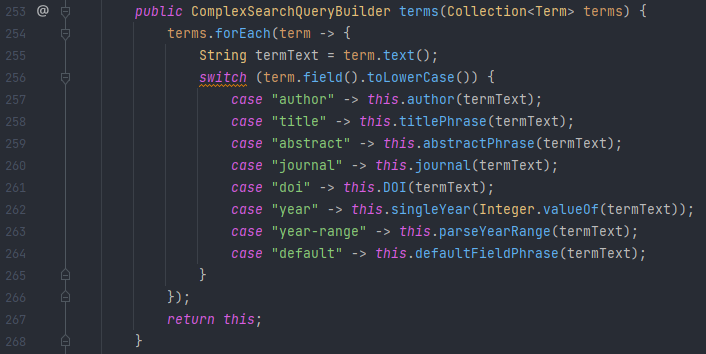 253 @ public ComplexSearchQueryBuilder terms(Collection<Term> terms) {
254 terms.forEach(term -> {
255 String termText = term.text();
256 switch (term.field().toLowerCase()) {
257 case "author" -> this.author(termText);
258 case "title" -> this.titlePhrase(termText);
259 case "abstract" -> this.abstractPhrase(termText);
260 case "journal" -> this.journal(termText);
261 case "doi" -> this.DOI(termText);
262 case "year" -> this.singleYear(Integer.valueOf(termText));
263 case "year-range" -> this.parseYearRange(termText);
264 case "default" -> this.defaultFieldPhrase(termText);
265 }
266 });
267 return this;
268 }